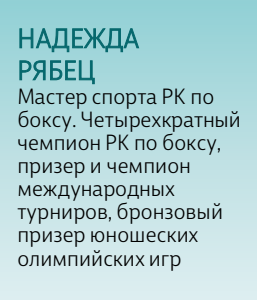 НАДЕЖДА
РЯБЕЦ
Мастер спорта РК по
боксу. Четырехкратный
чемпион РК по боксу,
призер и чемпион
международных
турниров, бронзовый
призер юношеских
олимпийских игр